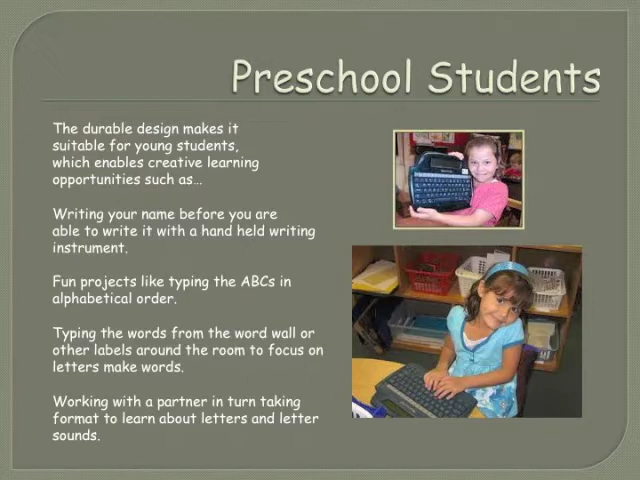 Preschool Students
The durable design makes it
suitable for young students,
which enables creative learning
opportunities such as…
Writing your name before you are
able to write it with a hand held writing
instrument.
Fun projects like typing the ABCs in
alphabetical order.
Typing the words from the word wall or
other labels around the room to focus on
letters make words.
Working with a partner in turn taking
format to learn about letters and letter
sounds.